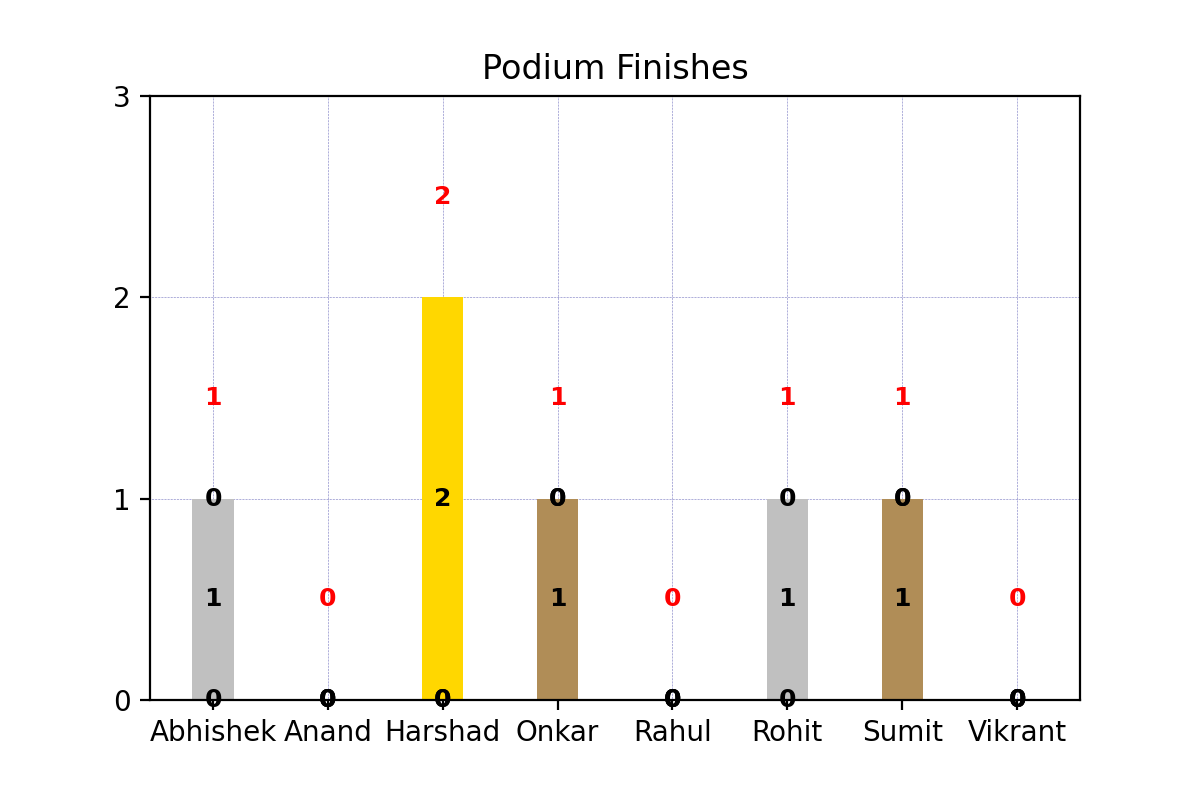 Podium Finishes
3
2
2
1 1 1 1
1 0 2 0 0 0
1 0 1 0 1 1 0
0 0 0 0 0 0 0
Abhishek Anand Harshad Onkar Rahul Rohit Sumit Vikrant